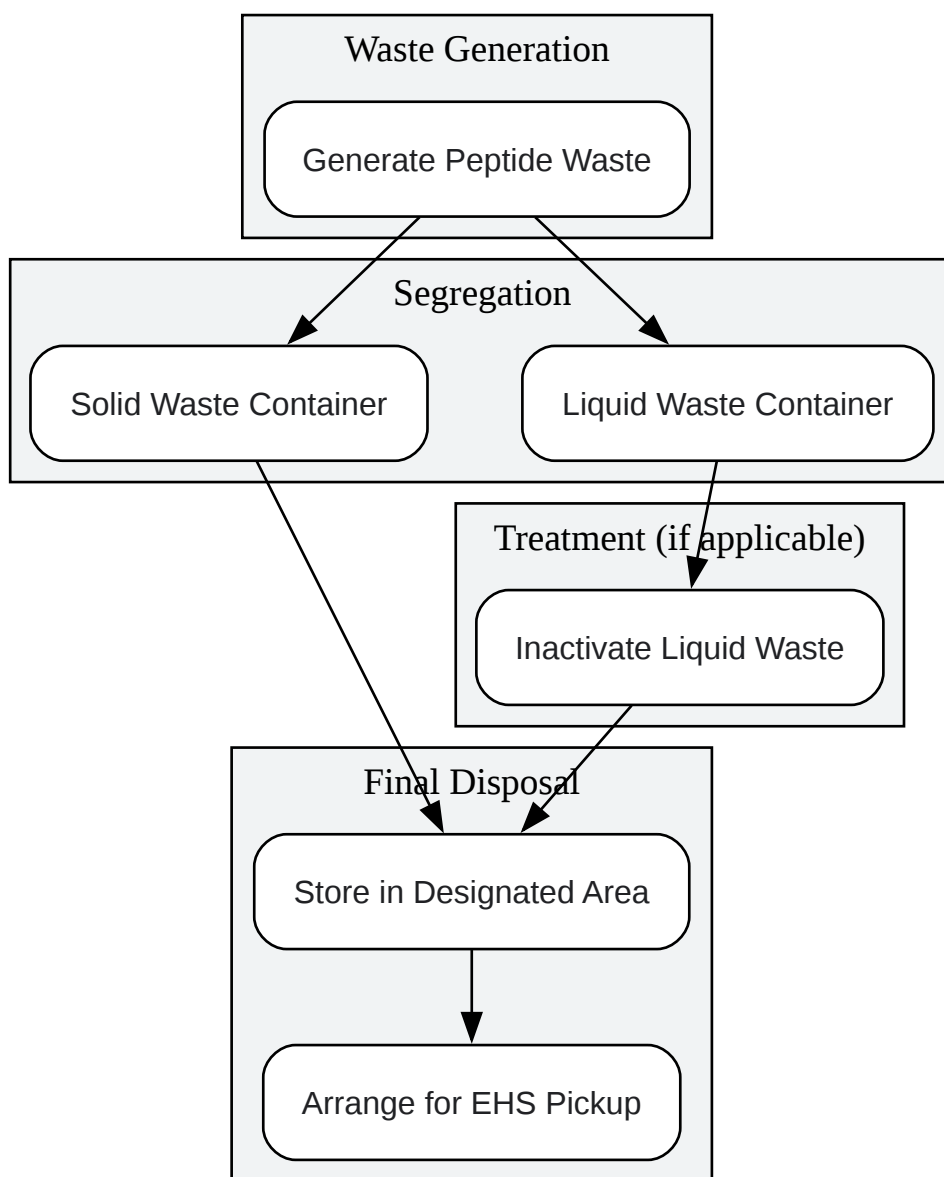 Waste Generation
Generate Peptide Waste
Segregation
Solid Waste Container
Liquid Waste Container
Treatment (if applicable)
Inactivate Liquid Waste
Final Disposal
Store in Designated Area
Arrange for EHS Pickup